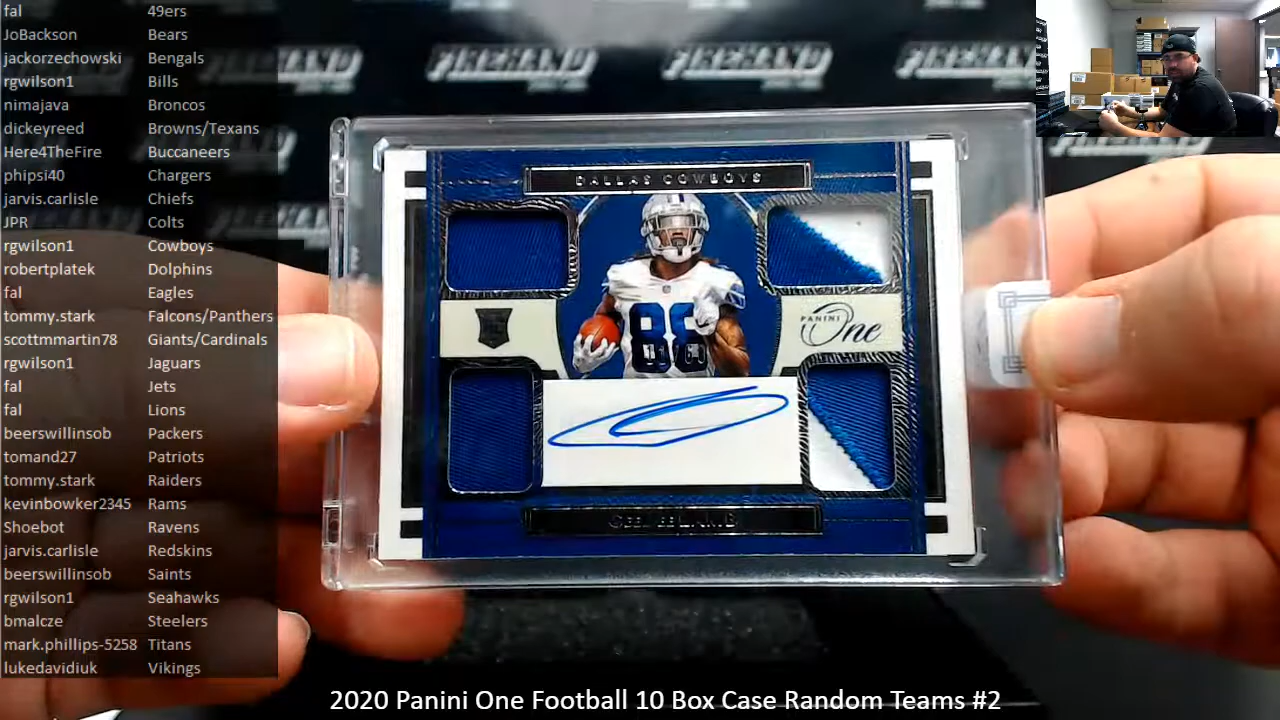 fal 49ers
JoBackson Bears
jackorzechowski Bengals
rgwilson1 Bills
nimajava Broncos
dickeyreed Browns/Texans
Here4TheFire Buccaneers
phipsi40 Chargers
jarvis.carlisle Chiefs
JPR Colts
rgwilson1 Cowboys
robertplatek Dolphins
fal Eagles
tommy.stark Falcons/Panthers
scottmmartin78 Giants/Cardinals
rgwilson1 Jaguars
fal Jets
fal Lions
beerswillinsob Packers
tomand27 Patriots
tommy.stark Raiders
kevinbowker2345 Rams
Shoebot Ravens
jarvis.carlisle Redskins
beerswillinsob Saints
rgwilson1 Seahawks
bmalcze Steelers
mark.phillips-5258 Titans
lukedavidiuk Vikings
FIREHAND FIREHAND FIREHAND
DALLAS COWBOYS
88
PANINI
One
LAMB
2020 Panini One Football 10 Box Case Random Teams #2